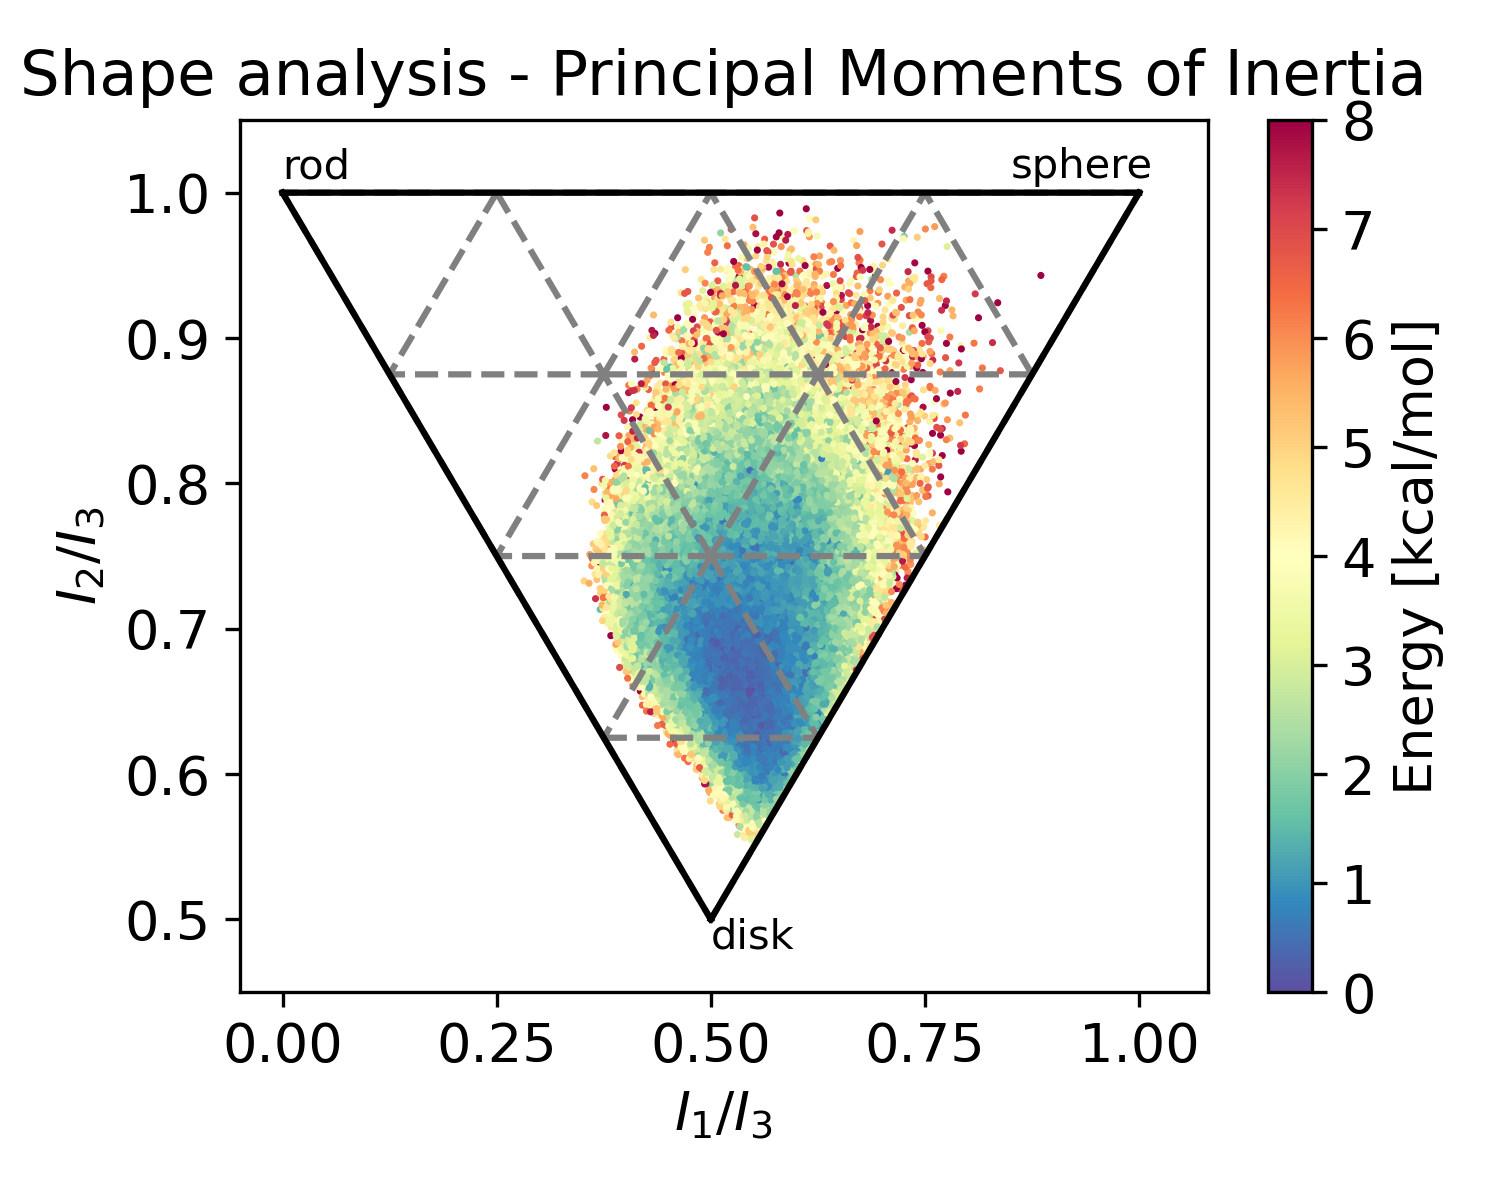 Shape analysis - Principal Moments of Inertia
rod
sphere
disk
1.0
0.9
0.8
0.7
0.6
0.5
I₂/I₃
0.00 0.25 0.50 0.75 1.00
I₁/I₃
8
7
6
5
4
3
2
1
0
Energy [kcal/mol]